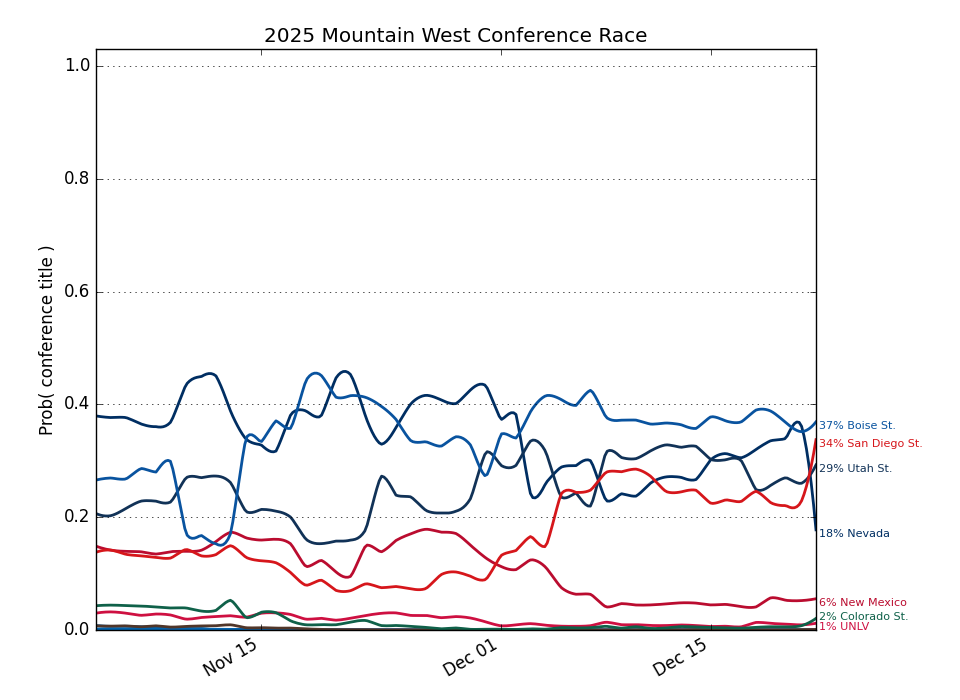 2025 Mountain West Conference Race
Prob( conference title )
1.0
0.8
0.6
0.4
0.2
0.0
Nov 15
Dec 01
Dec 15
37% Boise St.
34% San Diego St.
29% Utah St.
18% Nevada
6% New Mexico
2% Colorado St.
1% UNLV